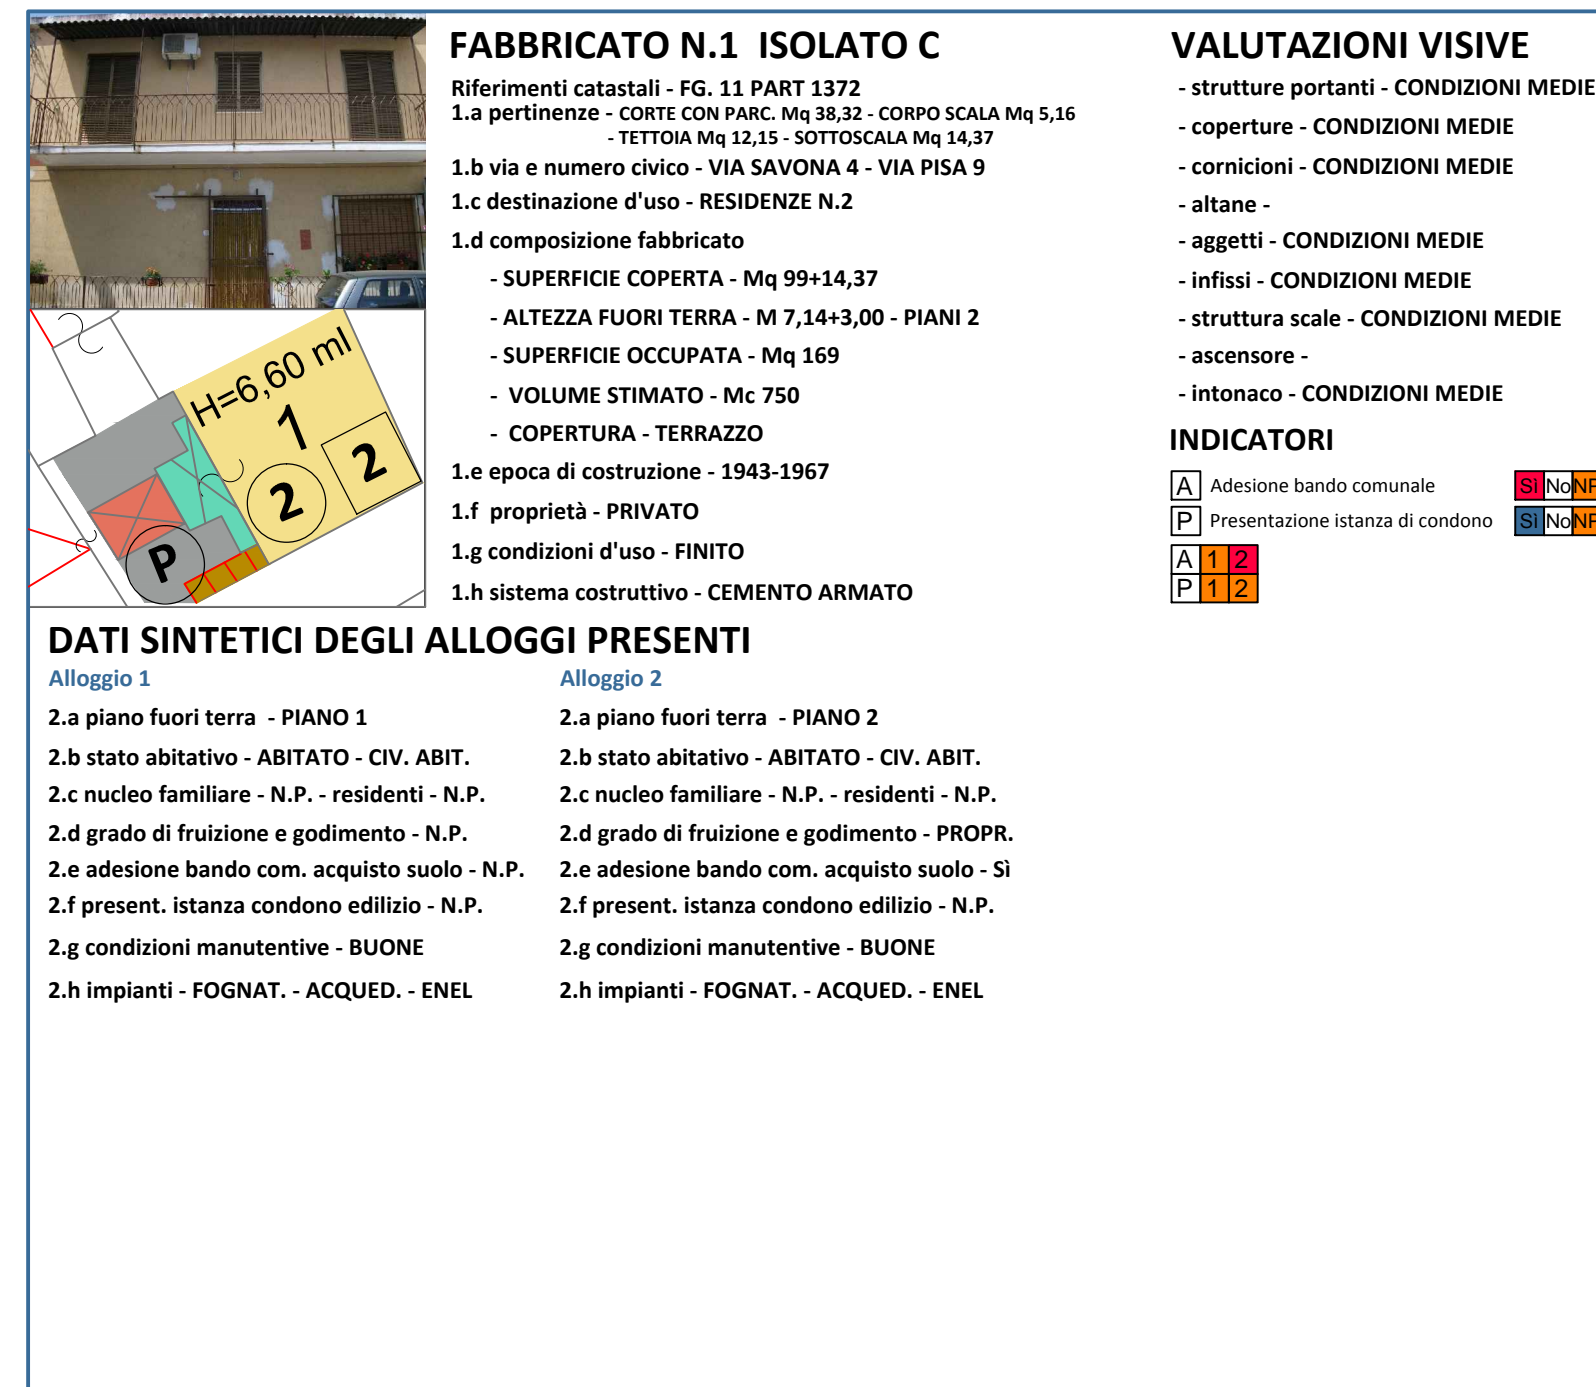 FABBRICATO N.1 ISOLATO C
Riferimenti catastali - FG. 11 PART 1372
1.a pertinenze - CORTE CON PARC. Mq 38,32 - CORPO SCALA Mq 5,16
- TETTOIA Mq 12,15 - SOTTOSCALA Mq 14,37
1.b via e numero civico - VIA SAVONA 4 - VIA PISA 9
1.c destinazione d'uso - RESIDENZE N.2
1.d composizione fabbricato
- SUPERFICIE COPERTA - Mq 99+14,37
- ALTEZZA FUORI TERRA - M 7,14+3,00 - PIANI 2
- SUPERFICIE OCCUPATA - Mq 169
- VOLUME STIMATO - Mc 750
- COPERTURA - TERRAZZO
1.e epoca di costruzione - 1943-1967
1.f proprietà - PRIVATO
1.g condizioni d'uso - FINITO
1.h sistema costruttivo - CEMENTO ARMATO
H=6,60 ml
1
2
2
P
VALUTAZIONI VISIVE
- strutture portanti - CONDIZIONI MEDIE
- coperture - CONDIZIONI MEDIE
- cornicioni - CONDIZIONI MEDIE
- altane -
- aggetti - CONDIZIONI MEDIE
- infissi - CONDIZIONI MEDIE
- struttura scale - CONDIZIONI MEDIE
- ascensore -
- intonaco - CONDIZIONI MEDIE
INDICATORI
A Adesione bando comunale Sì No NP
P Presentazione istanza di condono Sì No NP
A 1 2
P 1 2
DATI SINTETICI DEGLI ALLOGGI PRESENTI
Alloggio 1
2.a piano fuori terra - PIANO 1
2.b stato abitativo - ABITATO - CIV. ABIT.
2.c nucleo familiare - N.P. - residenti - N.P.
2.d grado di fruizione e godimento - N.P.
2.e adesione bando com. acquisto suolo - N.P.
2.f present. istanza condono edilizio - N.P.
2.g condizioni manutentive - BUONE
2.h impianti - FOGNAT. - ACQUED. - ENEL
Alloggio 2
2.a piano fuori terra - PIANO 2
2.b stato abitativo - ABITATO - CIV. ABIT.
2.c nucleo familiare - N.P. - residenti - N.P.
2.d grado di fruizione e godimento - PROPR.
2.e adesione bando com. acquisto suolo - Sì
2.f present. istanza condono edilizio - N.P.
2.g condizioni manutentive - BUONE
2.h impianti - FOGNAT. - ACQUED. - ENEL